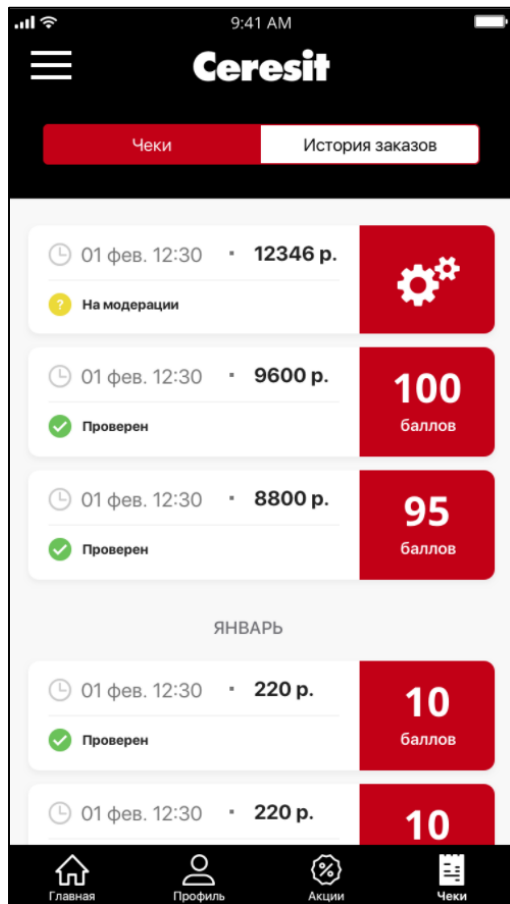 9:41 AM
Ceresit
Чеки История заказов
01 фев. 12:30 · 12346 р.
? На модерации
01 фев. 12:30 · 9600 р.
100
Проверен баллов
01 фев. 12:30 · 8800 р.
95
Проверен баллов
ЯНВАРЬ
01 фев. 12:30 · 220 р.
10
Проверен баллов
01 фев. 12:30 · 220 р.
10
Главная Профиль Акции Чеки